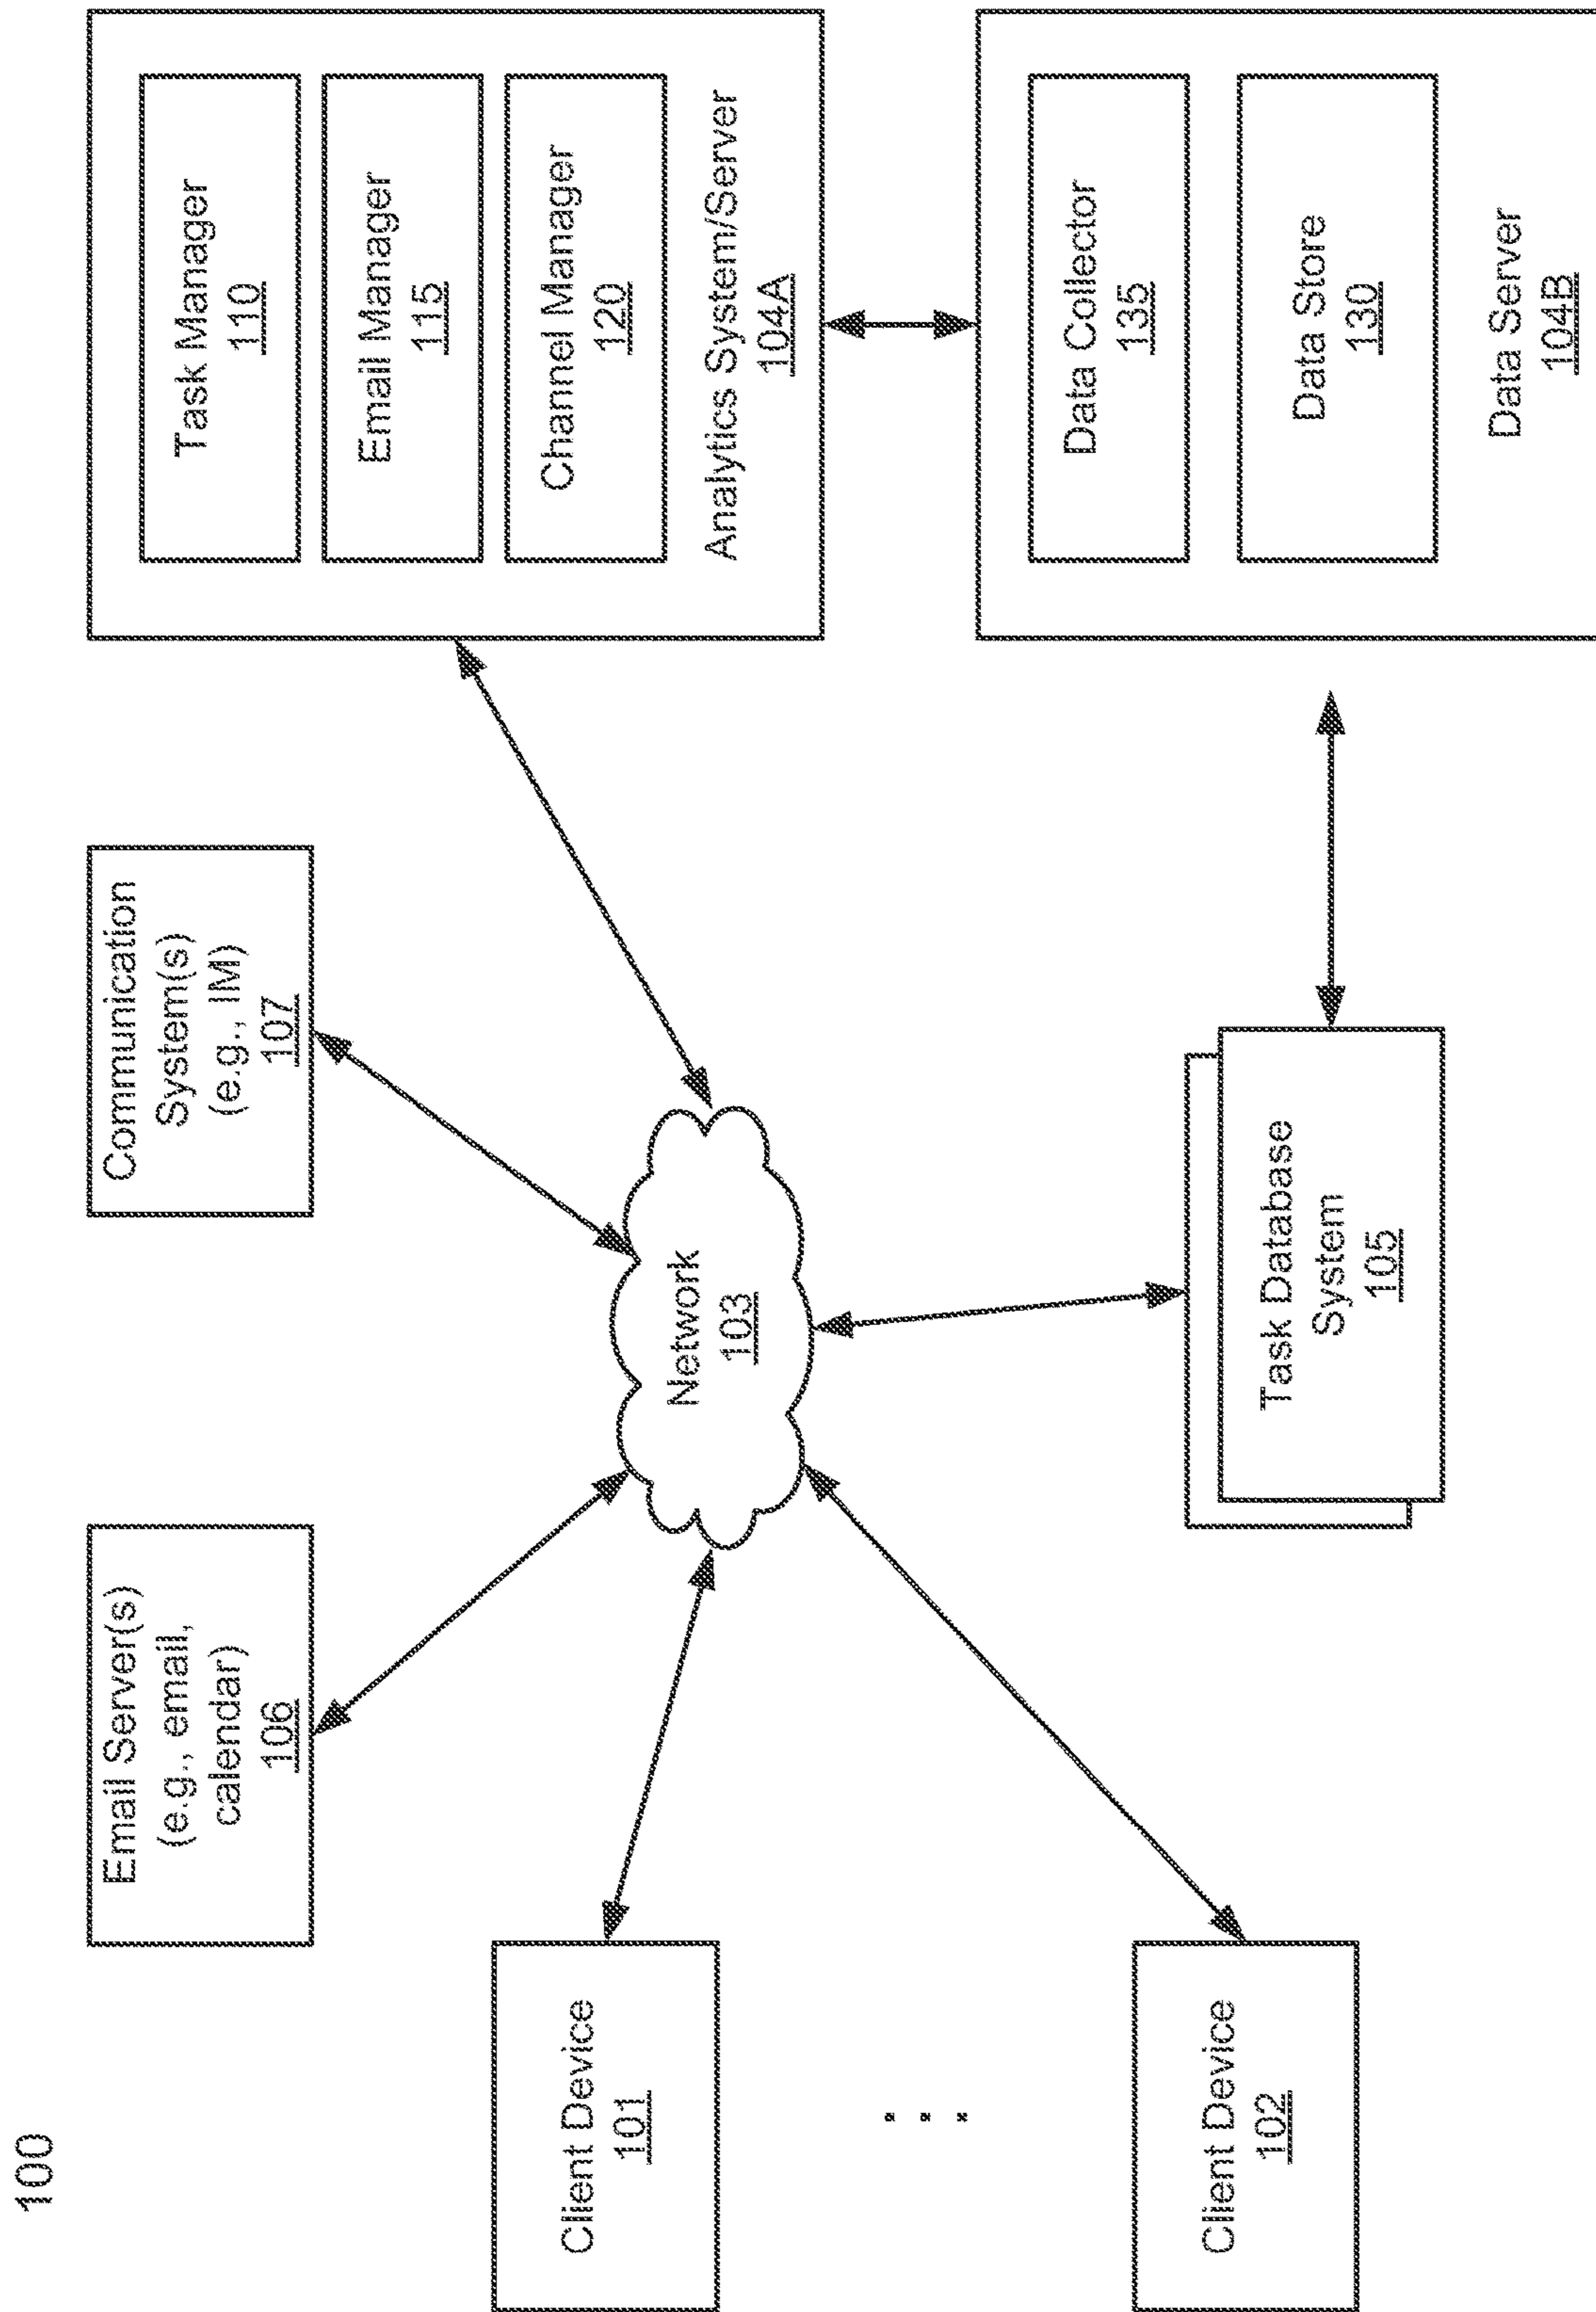 100
Email Server(s)
(e.g., email,
calendar)
106
Communication
System(s)
(e.g., IM)
107
Task Manager
110
Email Manager
115
Channel Manager
120
Analytics System/Server
104A
Client Device
101
Network
103
. . .
Client Device
102
Task Database
System
105
Data Collector
135
Data Store
130
Data Server
104B